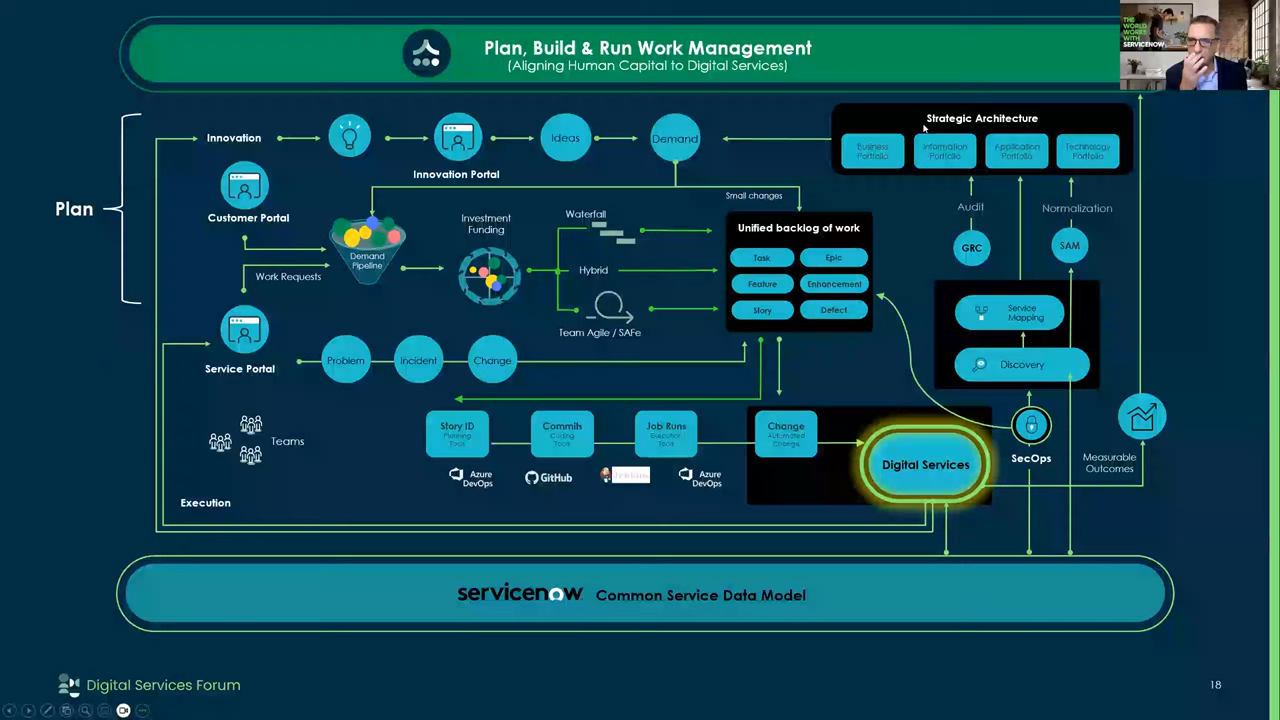 Plan, Build & Run Work Management
(Aligning Human Capital to Digital Services)
THE
WORLD
WORKS
WITH
SERVICENOW
Strategic Architecture
Business
Portfolio
Information
Portfolio
Application
Portfolio
Technology
Portfolio
Innovation
Innovation Portal
Ideas
Demand
Customer Portal
Plan
Small changes
Audit
Normalization
Investment
Funding
Waterfall
Unified backlog of work
Demand
Pipeline
Work Requests
Hybrid
Task
Epic
Feature
Enhancement
Story
Defect
GRC
SAM
Team Agile / SAFe
Service
Mapping
Discovery
Service Portal
Problem
Incident
Change
Story ID
Planning
Tools
Commits
Coding
Tools
Job Runs
Execution
Tools
Change
Automated
Change
Teams
Azure
DevOps
GitHub
Jenkins
Azure
DevOps
Digital Services
SecOps
Measurable
Outcomes
Execution
servicenow
Common Service Data Model
Digital Services Forum
18